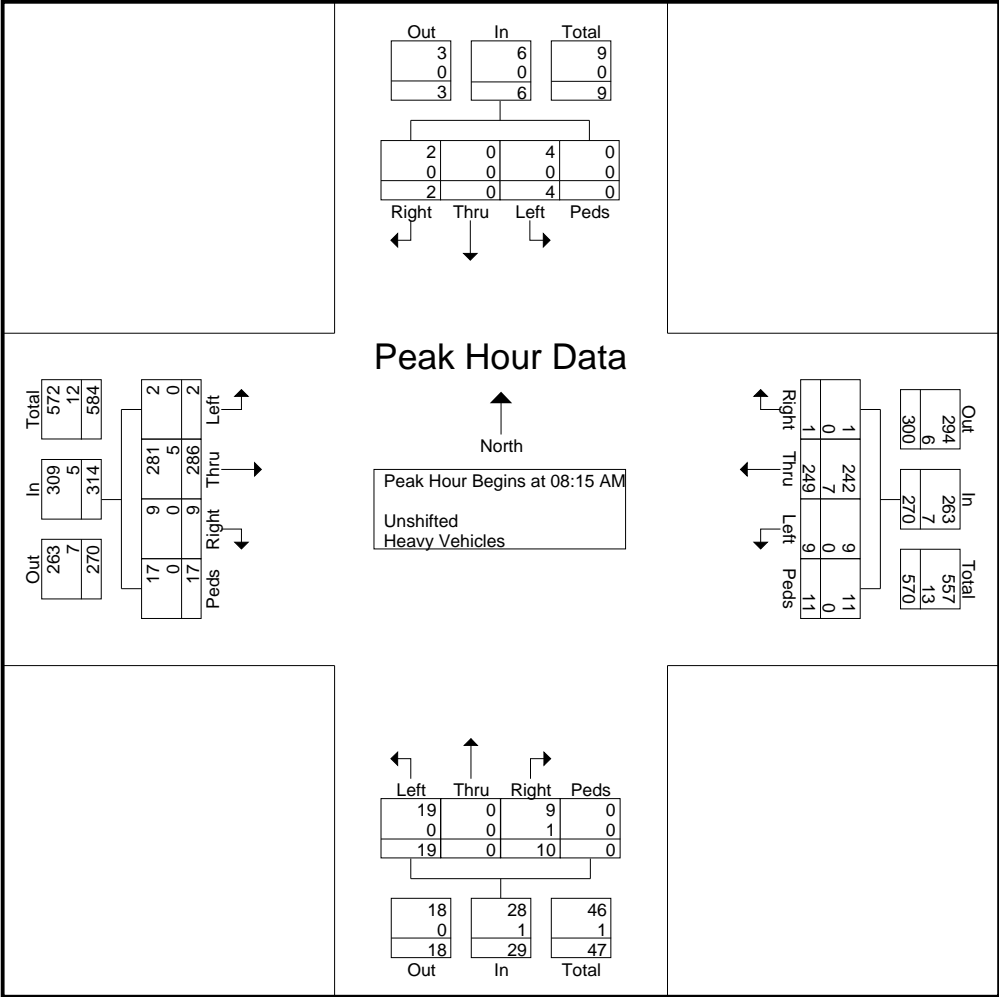 Out In Total
3 6 9
0 0 0
3 6 9
2 0 4 0
0 0 0 0
2 0 4 0
Right Thru Left Peds
Peak Hour Data
North
Peak Hour Begins at 08:15 AM
Unshifted
Heavy Vehicles
Out In Total
263 309 572
7 5 12
270 314 584
9 281 2 17
Left Thru Right Peds
2 281 9 17
0 5 0 0
2 286 9 17
Out In Total
294 263 557
6 7 13
300 270 570
Right Thru Left Peds
1 242 9 11
0 7 0 0
1 249 9 11
Left Thru Right Peds
19 0 9 0
0 0 1 0
19 0 10 0
18 28 46
0 1 1
18 29 47
Out In Total